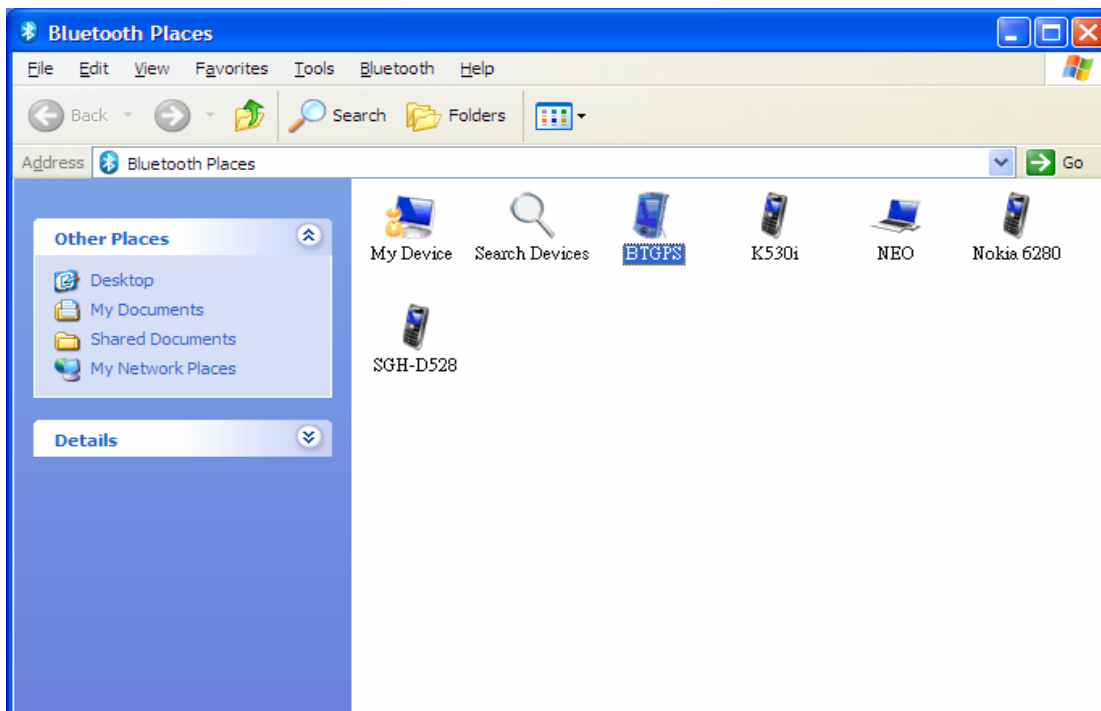 Bluetooth Places
File Edit View Favorites Tools Bluetooth Help
Back Search Folders
Address Bluetooth Places Go
Other Places
Desktop
My Documents
Shared Documents
My Network Places
Details
My Device Search Devices BTGPS K530i NEO Nokia 6280
SGH-D528